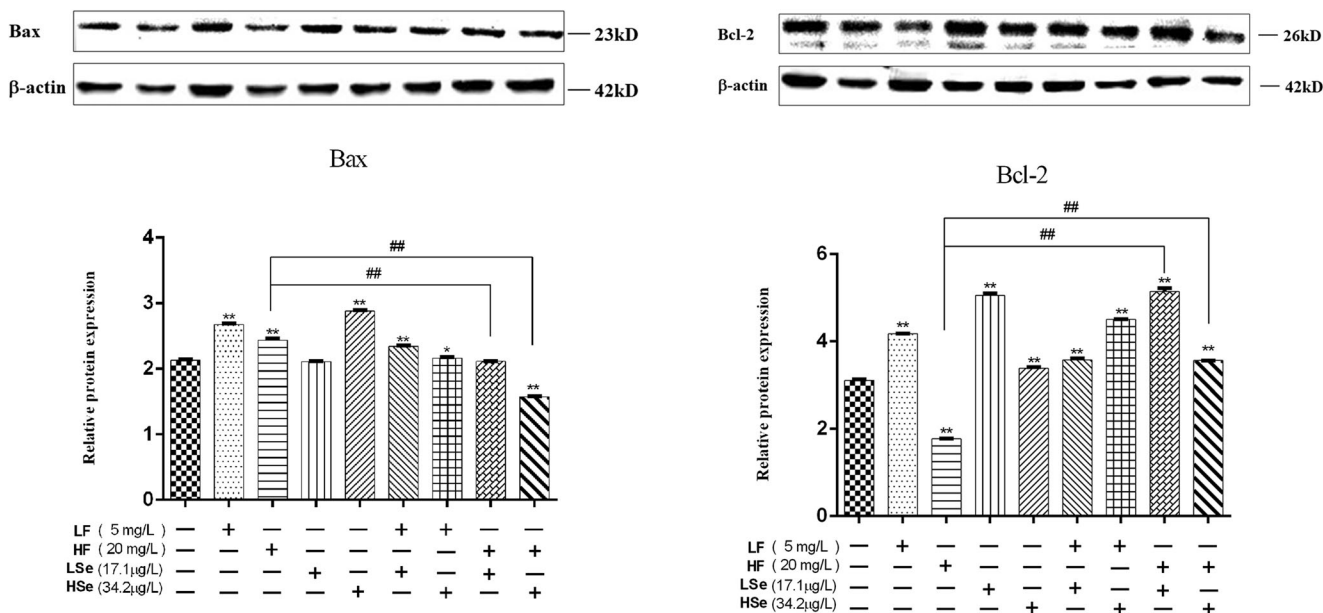 Bax
23kD
β-actin
42kD
Bax
Relative protein expression
4
3
2
1
0
** ** ** ** * **
##
##
LF ( 5 mg/L ) — + — — — + + — —
HF ( 20 mg/L ) — — + — — — — + +
LSe (17.1µg/L) — — — + — + — + —
HSe (34.2µg/L) — — — — + — + — +
Bcl-2
26kD
β-actin
42kD
Bcl-2
Relative protein expression
6
4
2
0
** ** ** ** ** ** ** **
##
##
LF ( 5 mg/L ) — + — — — + + — —
HF ( 20 mg/L ) — — + — — — — + +
LSe (17.1µg/L) — — — + — + — + —
HSe (34.2µg/L) — — — — + — + — +